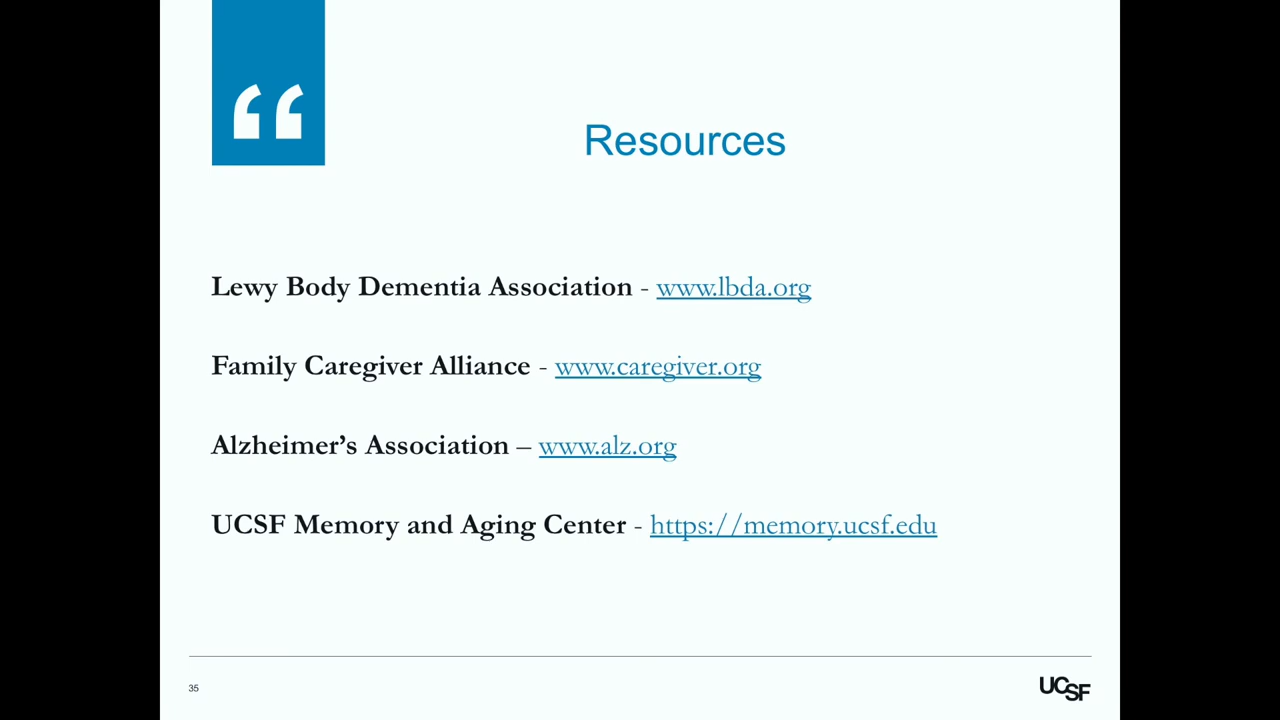 “
Resources
Lewy Body Dementia Association - www.lbda.org
Family Caregiver Alliance - www.caregiver.org
Alzheimer’s Association – www.alz.org
UCSF Memory and Aging Center - https://memory.ucsf.edu
35
UCSF